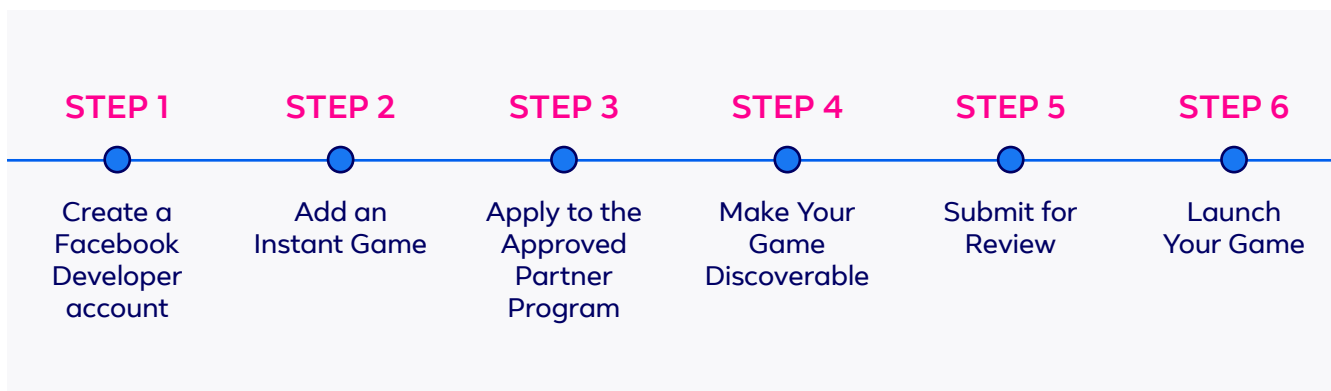 STEP 1
Create a
Facebook
Developer
account
STEP 2
Add an
Instant Game
STEP 3
Apply to the
Approved
Partner
Program
STEP 4
Make Your
Game
Discoverable
STEP 5
Submit for
Review
STEP 6
Launch
Your Game